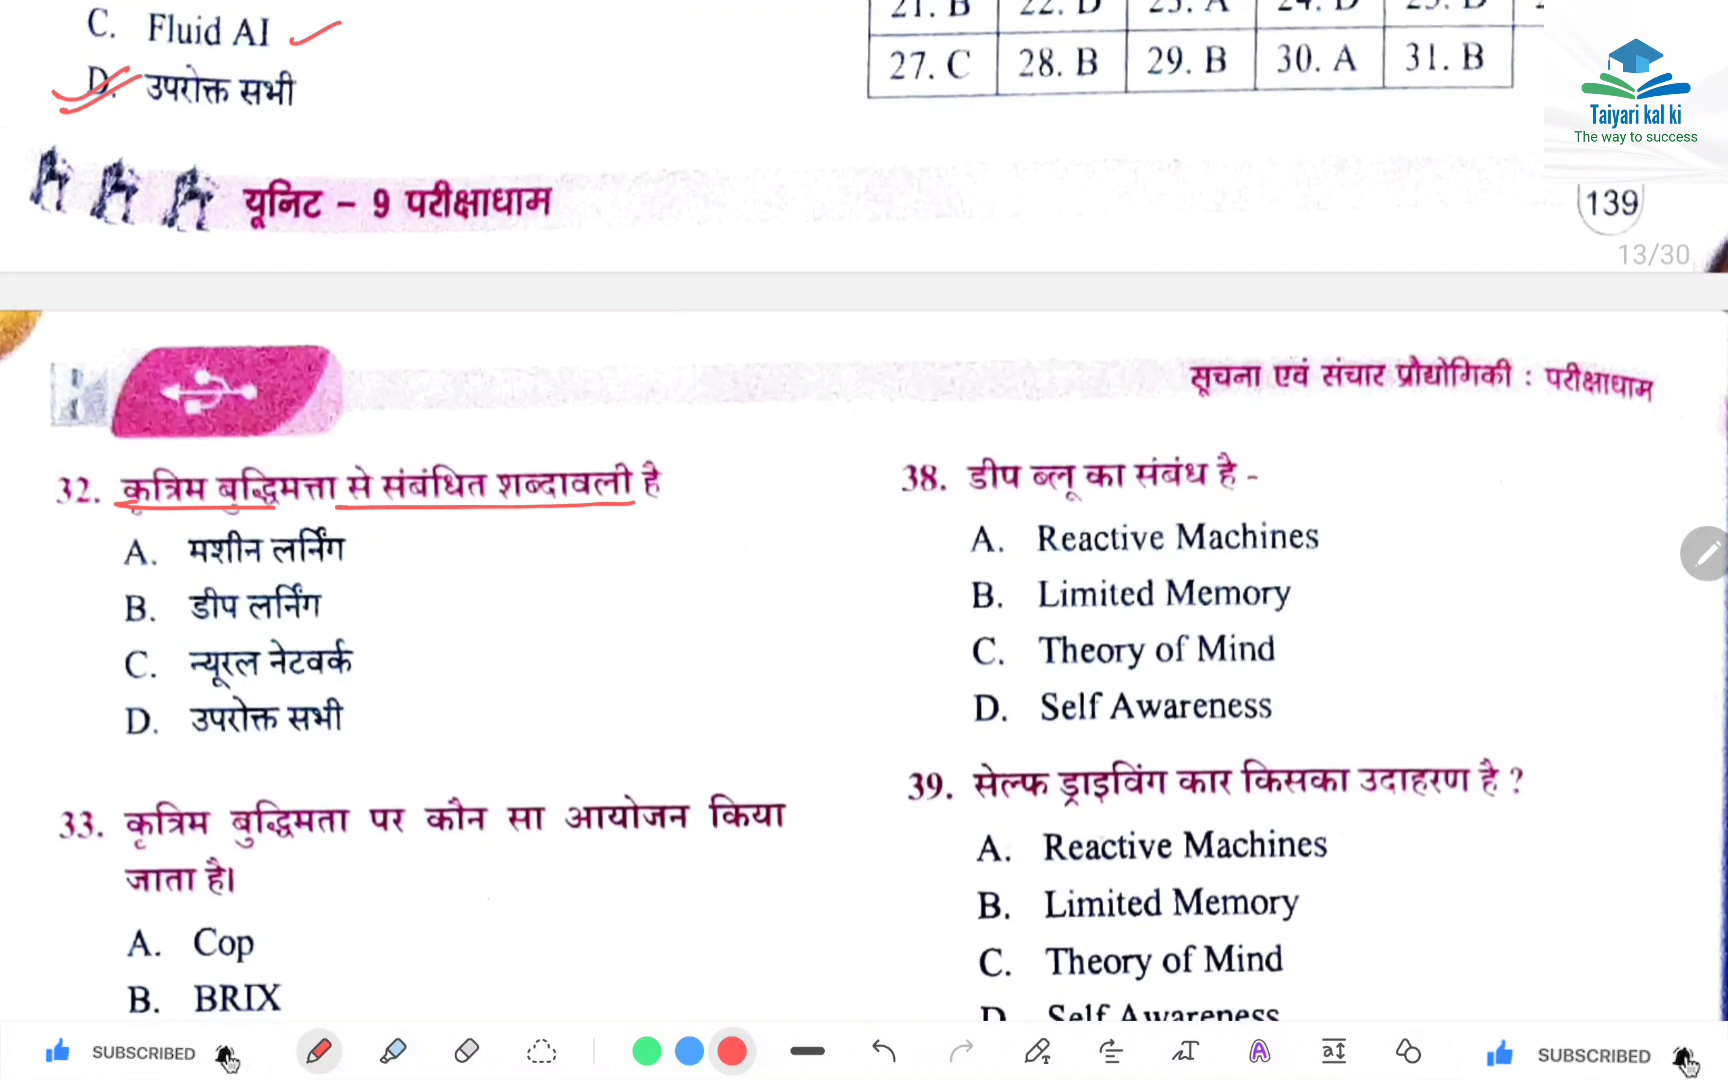 C. Fluid AI
D. उपरोक्त सभी
21. B 22. D 23. A 24. D 25. D
27. C 28. B 29. B 30. A 31. B
Taiyari kal ki
The way to success
यूनिट - 9 परीक्षाधाम
139
13/30
सूचना एवं संचार प्रौद्योगिकी : परीक्षाधाम
32. कृत्रिम बुद्धिमत्ता से संबंधित शब्दावली है
A. मशीन लर्निंग
B. डीप लर्निंग
C. न्यूरल नेटवर्क
D. उपरोक्त सभी
33. कृत्रिम बुद्धिमता पर कौन सा आयोजन किया
जाता है।
A. Cop
B. BRIX
38. डीप ब्लू का संबंध है -
A. Reactive Machines
B. Limited Memory
C. Theory of Mind
D. Self Awareness
39. सेल्फ ड्राइविंग कार किसका उदाहरण है ?
A. Reactive Machines
B. Limited Memory
C. Theory of Mind
D. Self Awareness
SUBSCRIBED
SUBSCRIBED